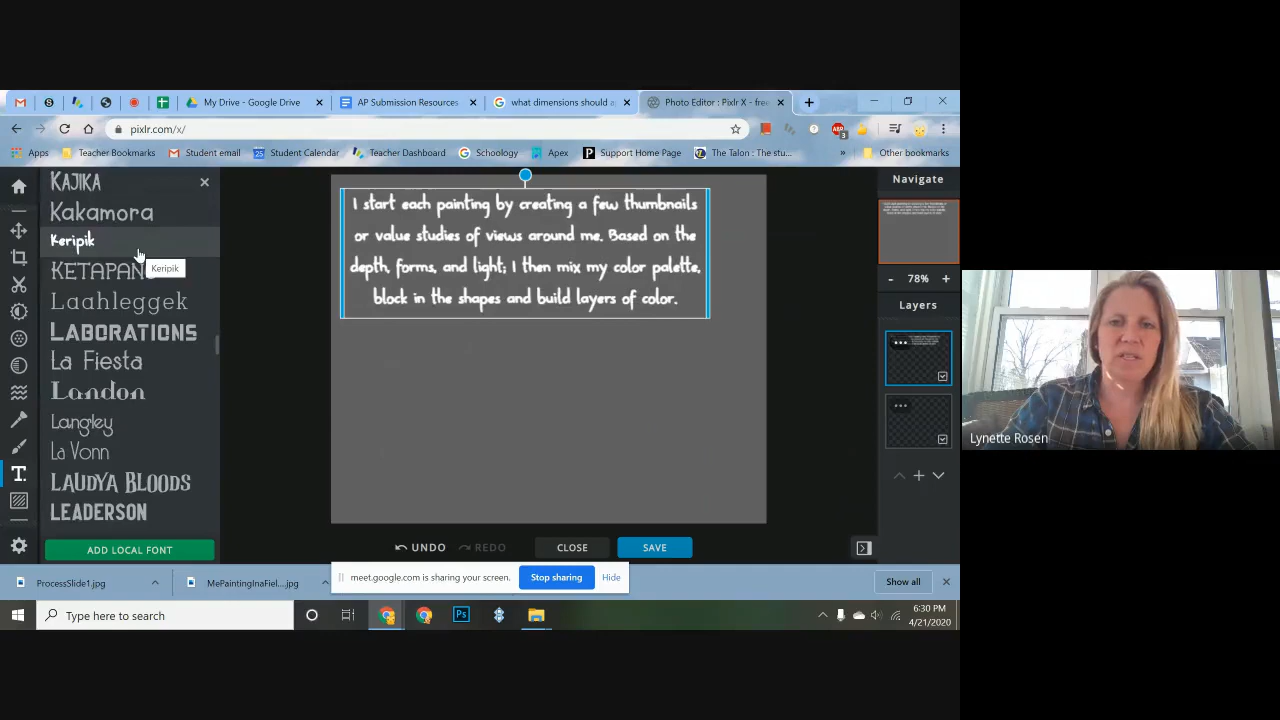 My Drive - Google Drive
AP Submission Resources
what dimensions should a
Photo Editor : Pixlr X - free
pixlr.com/x/
3
Apps
Teacher Bookmarks
Student email
Student Calendar
Teacher Dashboard
Schoology
Apex
Support Home Page
The Talon : The stu...
»
Other bookmarks
KAJIKA
Kakamora
Keripik
Keripik
KETAPANG
Laahleggek
LABORATIONS
La Fiesta
London
Langley
La Vonn
LAUDYA BLOODS
LEADERSON
ADD LOCAL FONT
I start each painting by creating a few thumbnails
or value studies of views around me. Based on the
depth, forms, and light; I then mix my color palette,
block in the shapes and build layers of color.
Navigate
- 78% +
Layers
UNDO
REDO
CLOSE
SAVE
meet.google.com is sharing your screen.
Stop sharing
Hide
ProcessSlide1.jpg
MePaintingInaFiel....jpg
Show all
Type here to search
Ps
6:30 PM
4/21/2020
Lynette Rosen